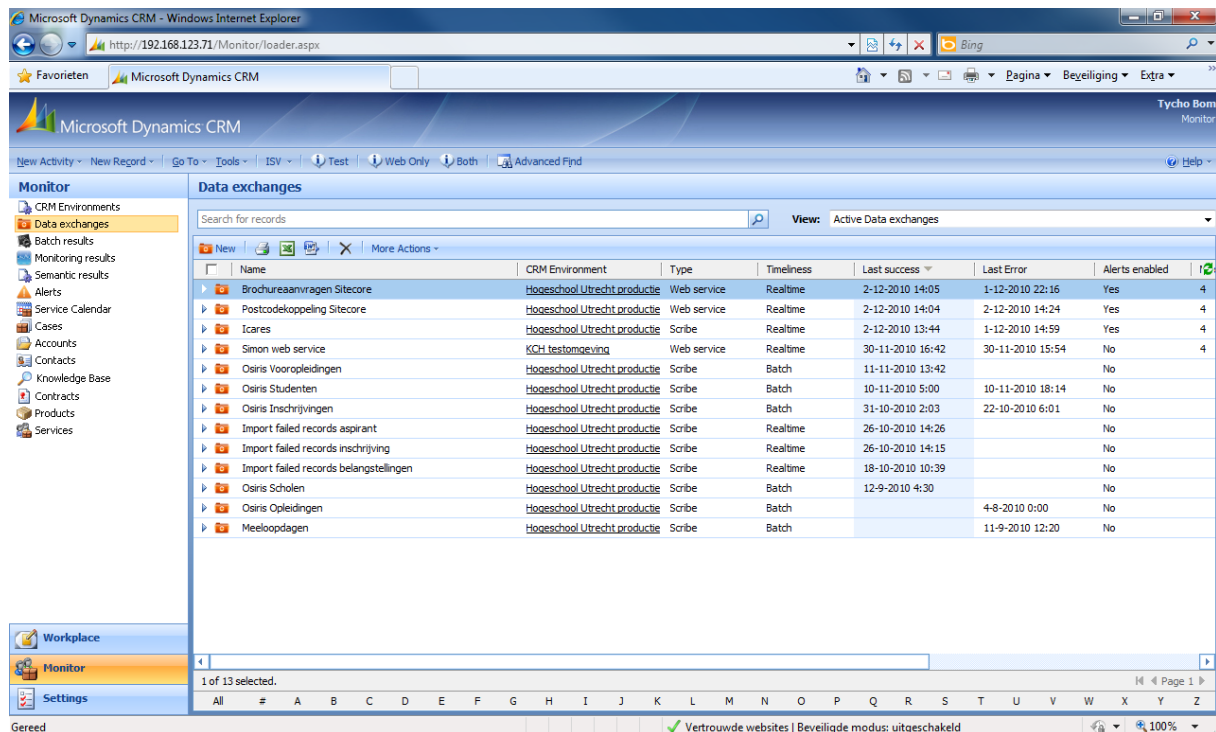 Microsoft Dynamics CRM - Windows Internet Explorer
http://192.168.123.71/Monitor/loader.aspx
Bing
Favorieten Microsoft Dynamics CRM Pagina Beveiliging Extra
Tycho Bom
Monitor
Microsoft Dynamics CRM
New Activity New Record Go To Tools ISV Test Web Only Both Advanced Find Help
Monitor
CRM Environments
Data exchanges
Batch results
Monitoring results
Semantic results
Alerts
Service Calendar
Cases
Accounts
Contacts
Knowledge Base
Contracts
Products
Services
Workplace
Monitor
Settings
Data exchanges
Search for records View: Active Data exchanges
New More Actions
Name CRM Environment Type Timeliness Last success Last Error Alerts enabled
Brochureaanvragen Sitecore Hogeschool Utrecht productie Web service Realtime 2-12-2010 14:05 1-12-2010 22:16 Yes 4
Postcodekoppeling Sitecore Hogeschool Utrecht productie Web service Realtime 2-12-2010 14:04 2-12-2010 14:24 Yes 4
Icares Hogeschool Utrecht productie Scribe Realtime 2-12-2010 13:44 1-12-2010 14:59 Yes 4
Simon web service KCH testomgeving Web service Realtime 30-11-2010 16:42 30-11-2010 15:54 No 4
Osiris Vooropleidingen Hogeschool Utrecht productie Scribe Batch 11-11-2010 13:42 No
Osiris Studenten Hogeschool Utrecht productie Scribe Batch 10-11-2010 5:00 10-11-2010 18:14 No
Osiris Inschrijvingen Hogeschool Utrecht productie Scribe Batch 31-10-2010 2:03 22-10-2010 6:01 No
Import failed records aspirant Hogeschool Utrecht productie Scribe Realtime 26-10-2010 14:26 No
Import failed records inschrijving Hogeschool Utrecht productie Scribe Realtime 26-10-2010 14:15 No
Import failed records belangstellingen Hogeschool Utrecht productie Scribe Realtime 18-10-2010 10:39 No
Osiris Scholen Hogeschool Utrecht productie Scribe Batch 12-9-2010 4:30 No
Osiris Opleidingen Hogeschool Utrecht productie Scribe Batch 4-8-2010 0:00 No
Meeloopdagen Hogeschool Utrecht productie Scribe Batch 11-9-2010 12:20 No
1 of 13 selected. Page 1
All # A B C D E F G H I J K L M N O P Q R S T U V W X Y Z
Gereed Vertrouwde websites | Beveiligde modus: uitgeschakeld 100%